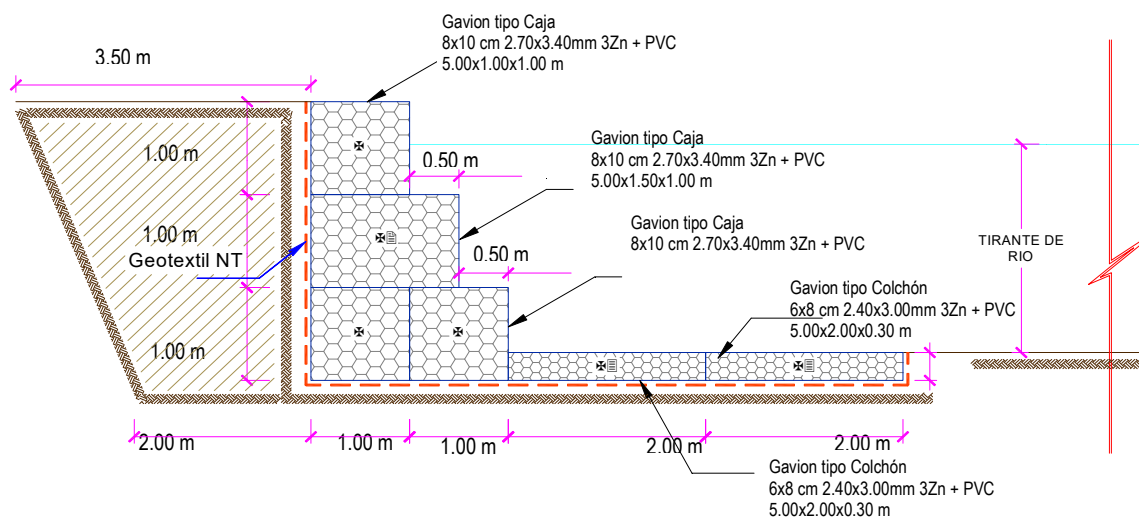 Gavion tipo Caja
8x10 cm 2.70x3.40mm 3Zn + PVC
5.00x1.00x1.00 m
3.50 m
Gavion tipo Caja
8x10 cm 2.70x3.40mm 3Zn + PVC
5.00x1.50x1.00 m
1.00 m
0.50 m
Gavion tipo Caja
8x10 cm 2.70x3.40mm 3Zn + PVC
1.00 m
Geotextil NT
0.50 m
TIRANTE DE
RIO
Gavion tipo Colchón
6x8 cm 2.40x3.00mm 3Zn + PVC
5.00x2.00x0.30 m
1.00 m
2.00 m
1.00 m
1.00 m
2.00 m
2.00 m
Gavion tipo Colchón
6x8 cm 2.40x3.00mm 3Zn + PVC
5.00x2.00x0.30 m